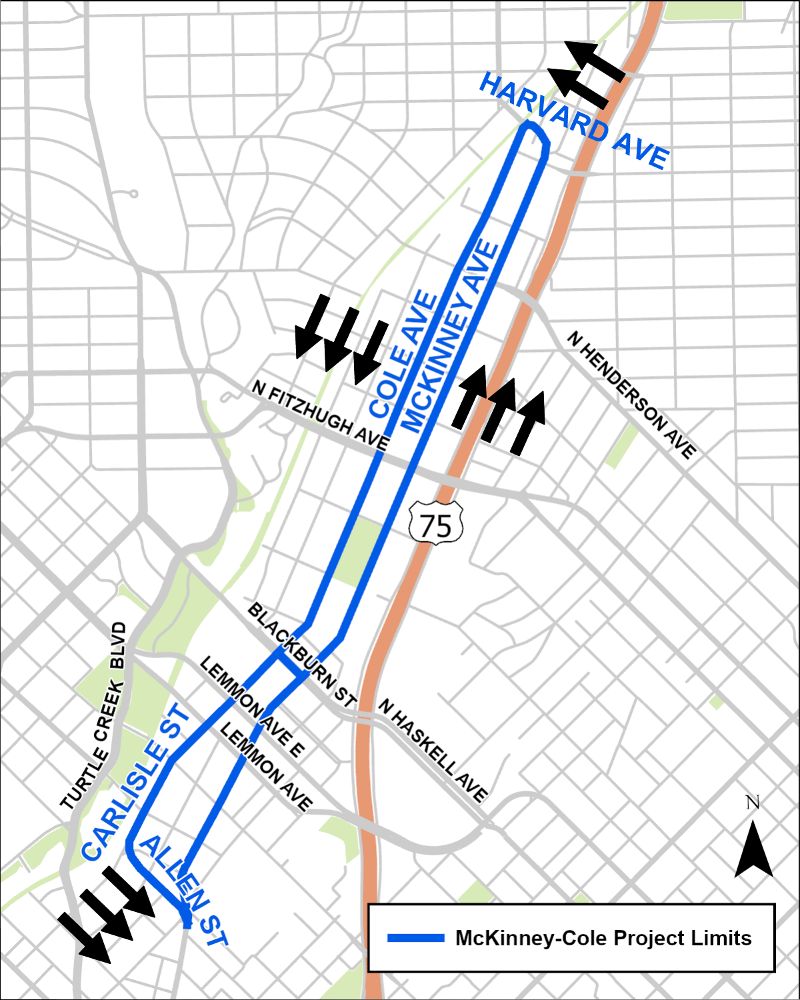 HARVARD AVE
COLE AVE
MCKINNEY AVE
N HENDERSON AVE
N FITZHUGH AVE
75
BLACKBURN ST
TURTLE CREEK BLVD
LEMMON AVE E
N HASKELL AVE
LEMMON AVE
CARLISLE ST
N
ALLEN ST
McKinney-Cole Project Limits